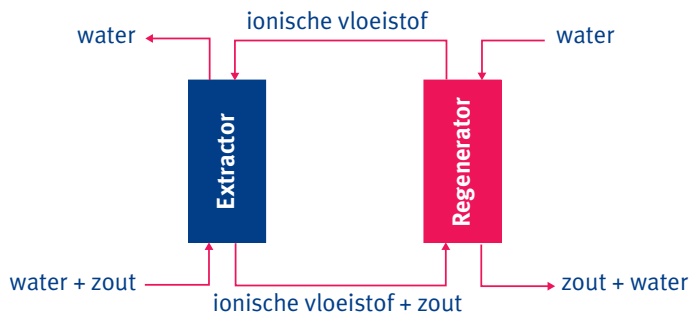 ionische vloeistof
water
water
Extractor
Regenerator
water + zout
zout + water
ionische vloeistof + zout